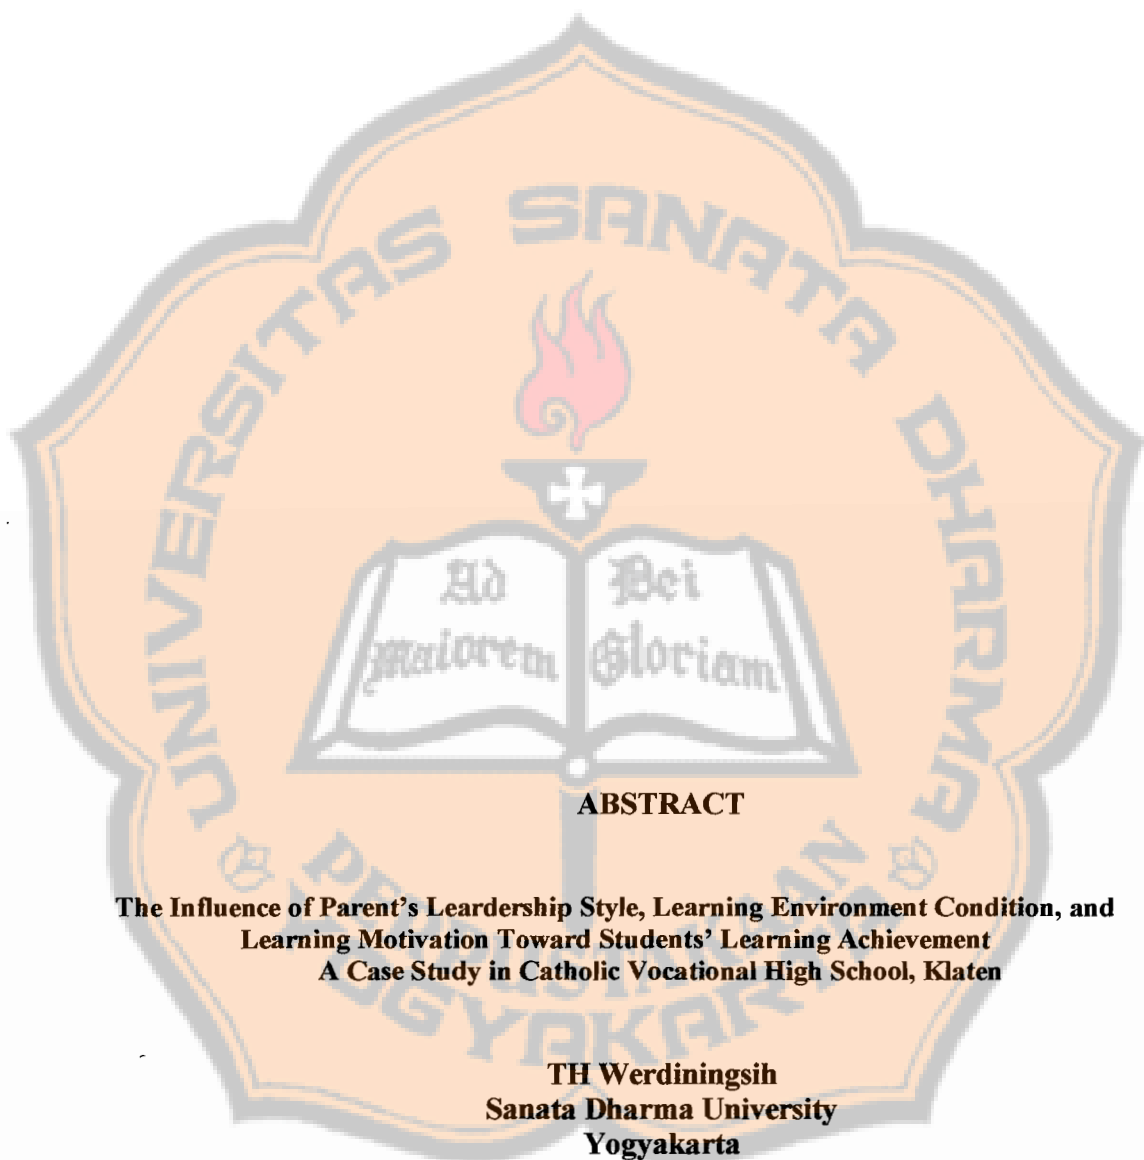 UNIVERSITAS SANATA DHARMA
Ad Dei
Maiorem Gloriam
PERPUSTAKAAN
YOGYAKARTA
ABSTRACT
The Influence of Parent's Leardership Style, Learning Environment Condition, and
Learning Motivation Toward Students' Learning Achievement
A Case Study in Catholic Vocational High School, Klaten
TH Werdiningsih
Sanata Dharma University
Yogyakarta